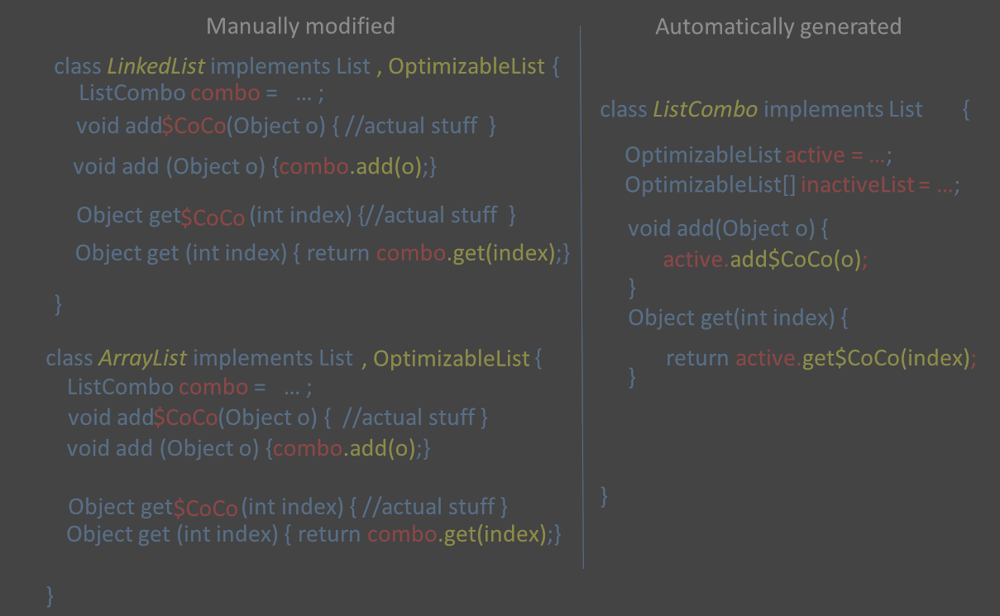 Manually modified
class LinkedList implements List , OptimizableList {
ListCombo combo = ... ;
void add$CoCo(Object o) { //actual stuff }
void add (Object o) {combo.add(o);}
Object get$CoCo (int index) {//actual stuff }
Object get (int index) { return combo.get(index);}
}
class ArrayList implements List , OptimizableList {
ListCombo combo = ... ;
void add$CoCo(Object o) { //actual stuff }
void add (Object o) {combo.add(o);}
Object get$CoCo (int index) { //actual stuff }
Object get (int index) { return combo.get(index);}
}
Automatically generated
class ListCombo implements List {
OptimizableList active = ...;
OptimizableList[] inactiveList = ...;
void add(Object o) {
active.add$CoCo(o);
}
Object get(int index) {
return active.get$CoCo(index);
}
}